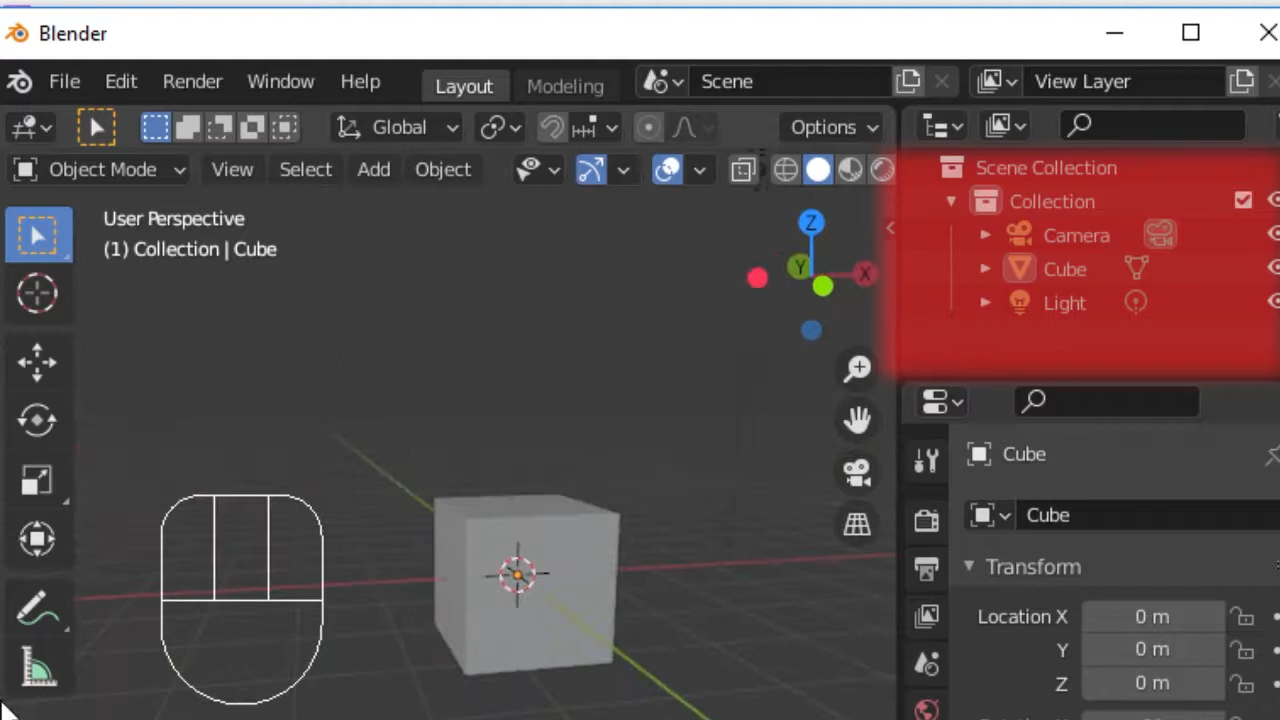 Blender
File Edit Render Window Help Layout Modeling Scene View Layer
Global Options
Object Mode View Select Add Object
User Perspective
(1) Collection | Cube
Z
Y
X
Scene Collection
Collection
Camera
Cube
Light
Cube
Cube
Transform
Location X 0 m
Y 0 m
Z 0 m